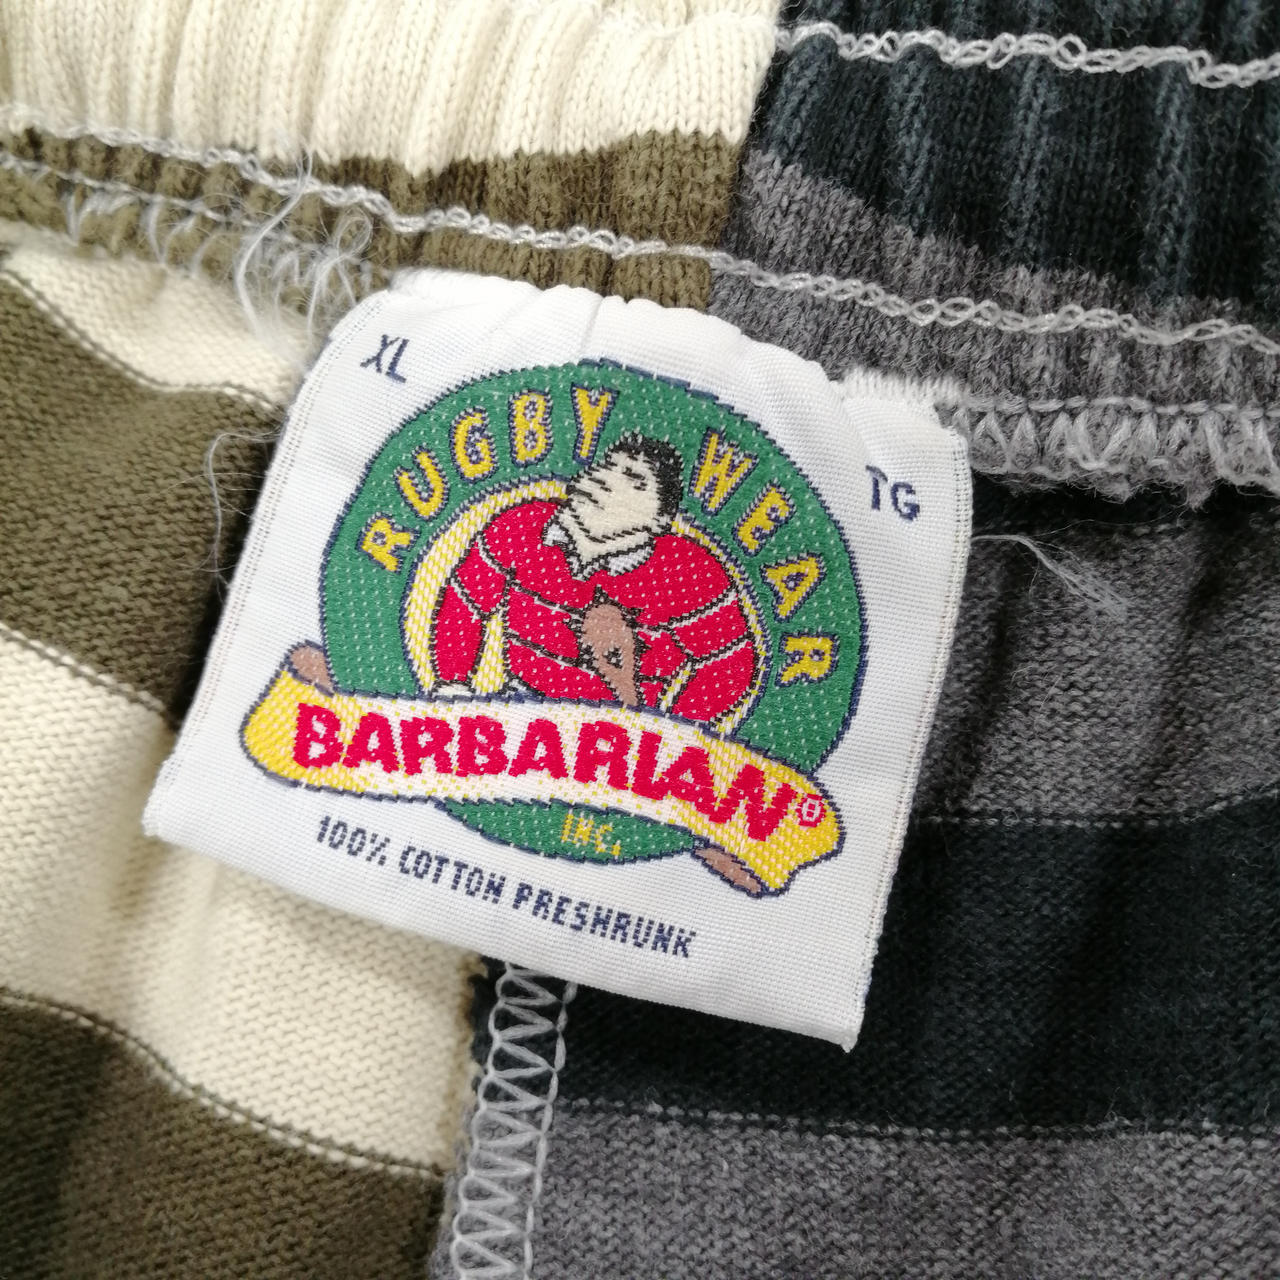 XL
TG
RUGBY WEAR
BARBARIAN®
INC.
100% COTTON PRESHRUNK